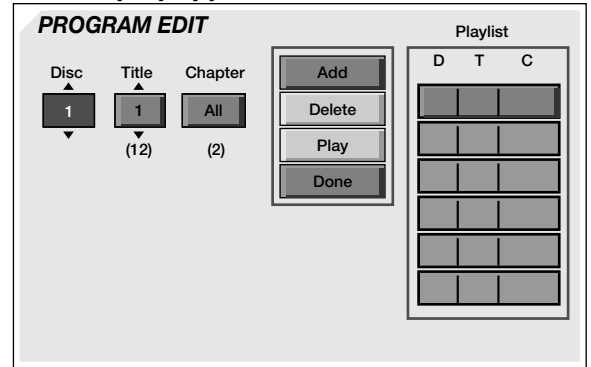 PROGRAM EDIT
Playlist
Disc Title Chapter
D T C
1 1 All
(12) (2)
Add
Delete
Play
Done